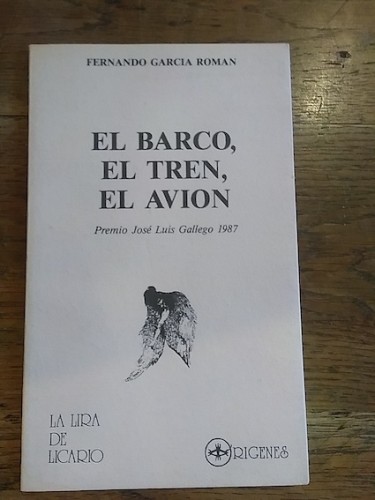 FERNANDO GARCIA ROMAN
EL BARCO,
EL TREN,
EL AVION
Premio José Luis Gallego 1987
LA LIRA
DE
LICARIO
ORIGENES